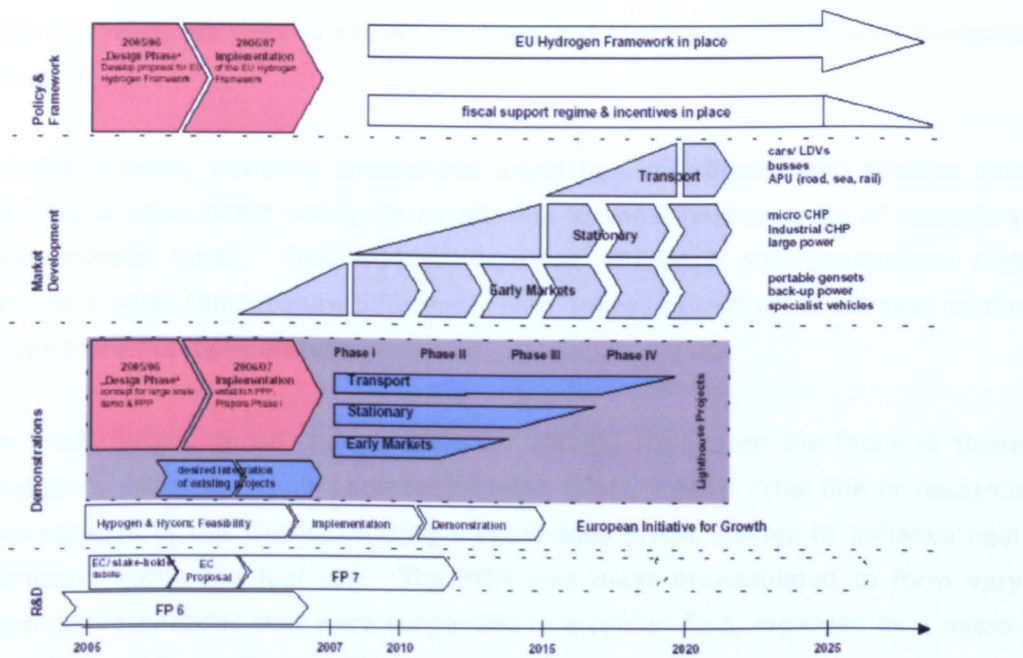 Policy &
Framework
2005/06
„Design Phase“
Develop proposal for EU
Hydrogen Framework
2006/07
Implementation
of the EU Hydrogen
Framework
EU Hydrogen Framework in place
fiscal support regime & incentives in place
Market
Development
Transport
cars/ LDVs
busses
APU (road, sea, rail)
Stationary
micro CHP
Industrial CHP
large power
Early Markets
portable gensets
back-up power
specialist vehicles
Demonstrations
2005/06
„Design Phase“
concept for large scale
demo & PPP
2006/07
Implementation
establish PPP,
Prepare Phase I
Phase I
Phase II
Phase III
Phase IV
Transport
Stationary
Early Markets
Lighthouse Projects
desired integration
of existing projects
Hypogen & Hycom: Feasibility
Implementation
Demonstration
European Initiative for Growth
R&D
EC/ stake-holder
debate
EC
Proposal
FP 7
FP 6
2005
2007
2010
2015
2020
2025